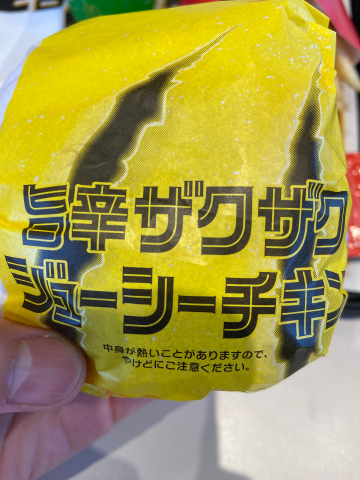 旨辛ザクザク
ジューシーチキン
中身が熱いことがありますので、
やけどにご注意ください。